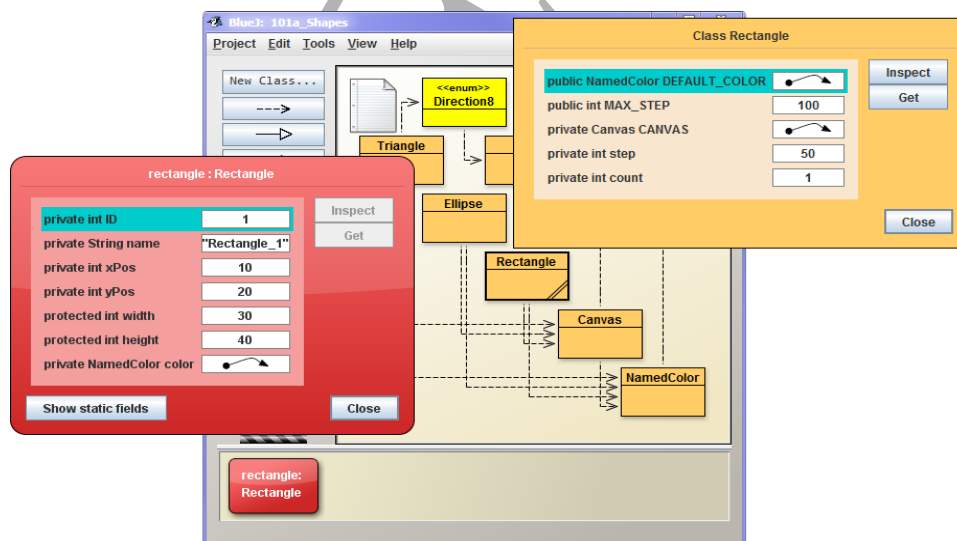 BlueJ: 101a_Shapes
Project Edit Tools View Help
New Class...
<<enum>>
Direction8
Triangle
Ellipse
Rectangle
Canvas
NamedColor
Class Rectangle
public NamedColor DEFAULT_COLOR
public int MAX_STEP 100
private Canvas CANVAS
private int step 50
private int count 1
Inspect
Get
Close
rectangle : Rectangle
private int ID 1
private String name "Rectangle_1"
private int xPos 10
private int yPos 20
protected int width 30
protected int height 40
private NamedColor color
Inspect
Get
Show static fields
Close
rectangle:
Rectangle